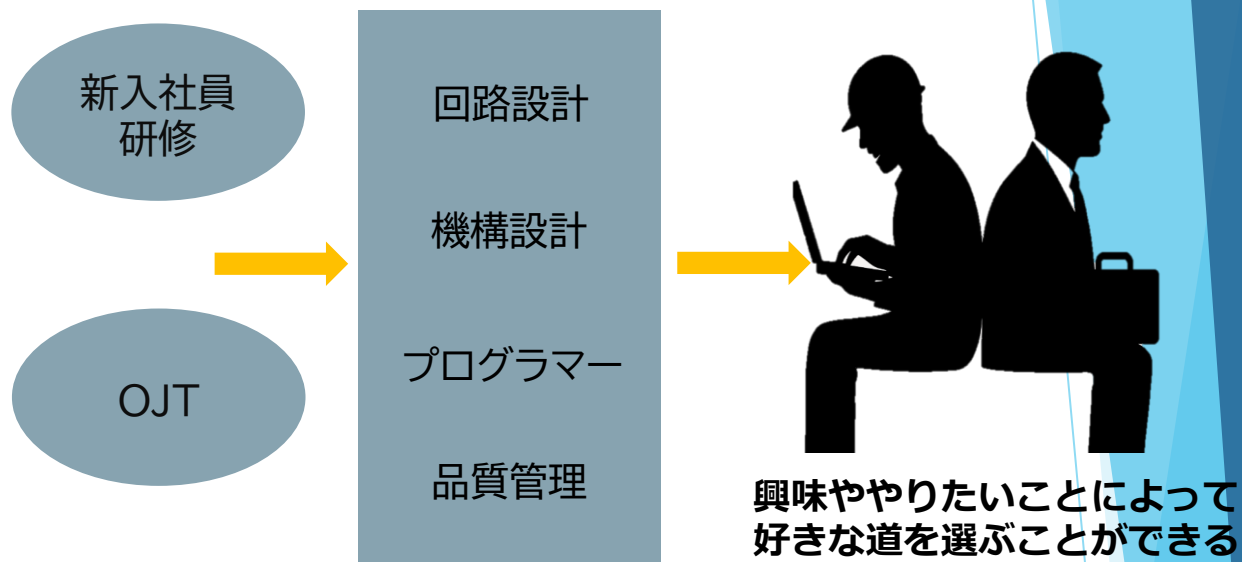 新入社員
研修
OJT
回路設計
機構設計
プログラマー
品質管理
興味ややりたいことによって
好きな道を選ぶことができる